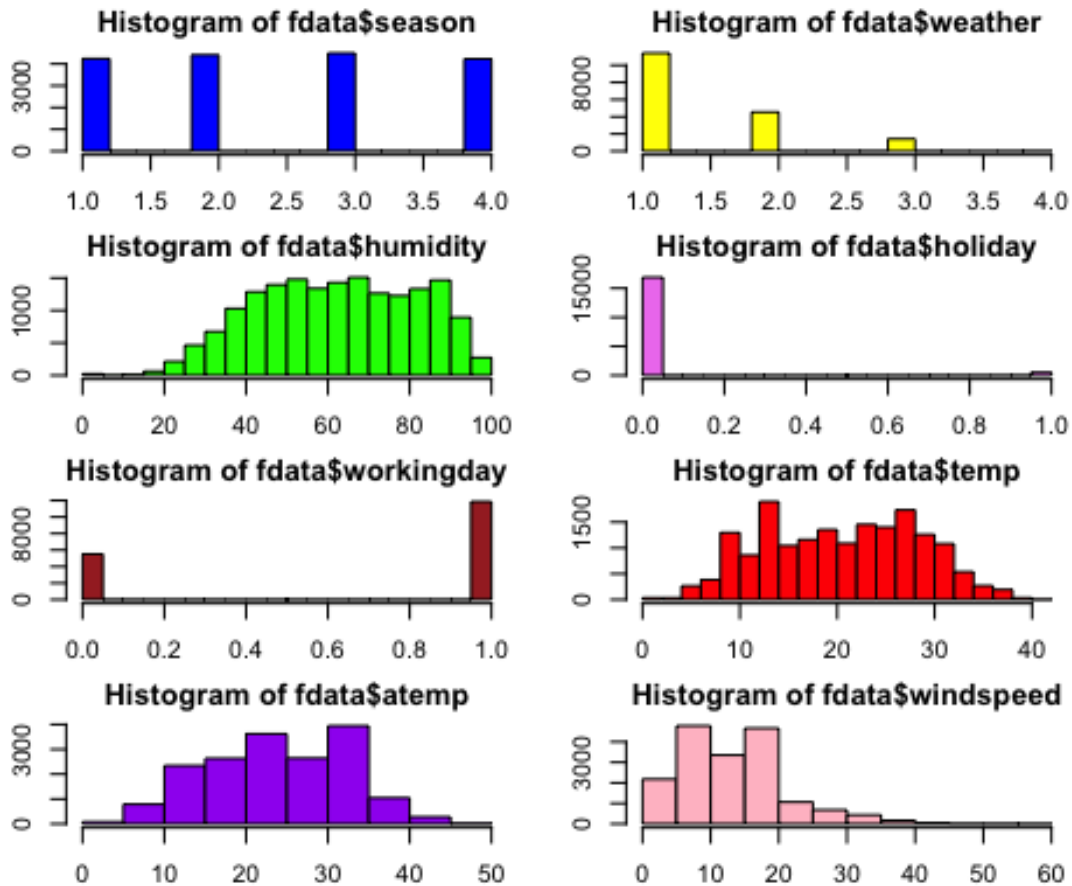 Histogram of fdata$season
3000
0
1.0 1.5 2.0 2.5 3.0 3.5 4.0
Histogram of fdata$weather
8000
0
1.0 1.5 2.0 2.5 3.0 3.5 4.0
Histogram of fdata$humidity
1000
0
0 20 40 60 80 100
Histogram of fdata$holiday
15000
0
0.0 0.2 0.4 0.6 0.8 1.0
Histogram of fdata$workingday
8000
0
0.0 0.2 0.4 0.6 0.8 1.0
Histogram of fdata$temp
1500
0
0 10 20 30 40
Histogram of fdata$atemp
3000
0
0 10 20 30 40 50
Histogram of fdata$windspeed
3000
0
0 10 20 30 40 50 60